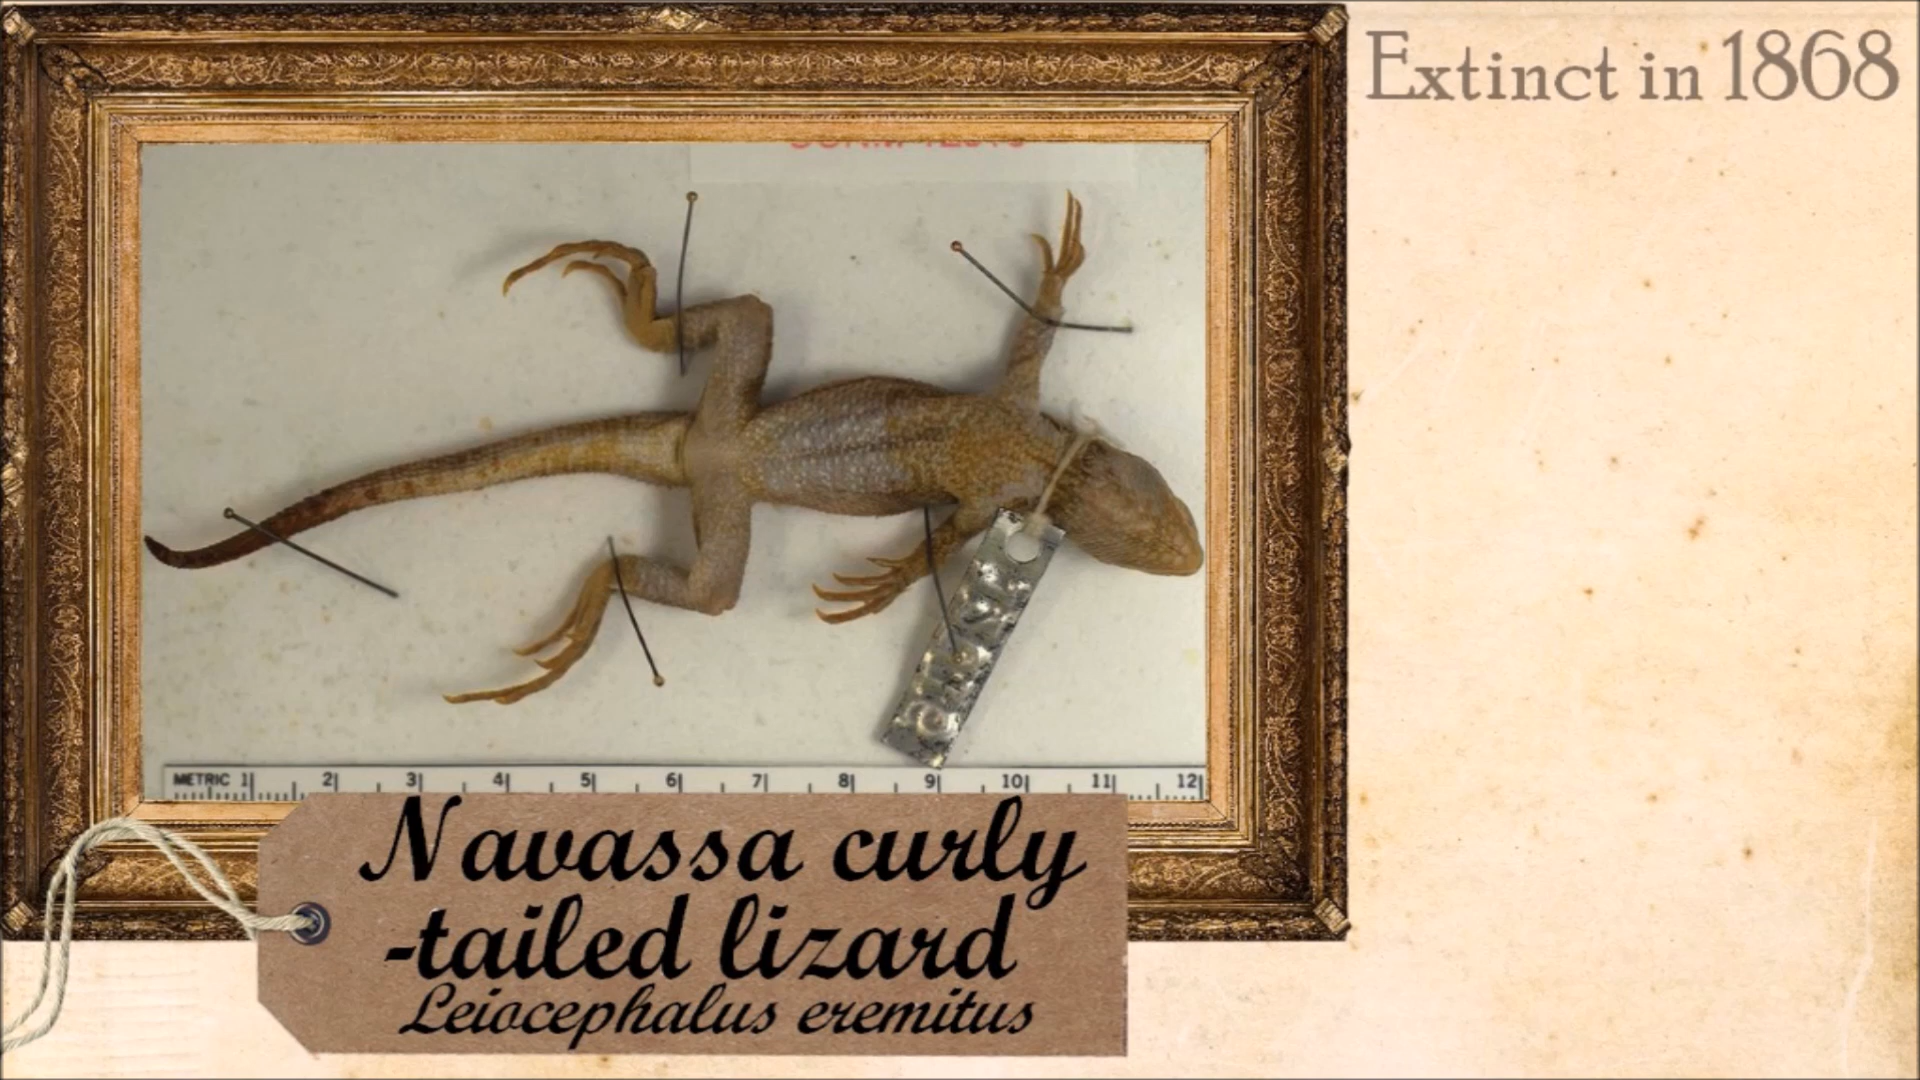 Extinct in 1868
METRIC 1 2 3 4 5 6 7 8 9 10 11 12
Navassa curly
-tailed lizard
Leiocephalus eremitus